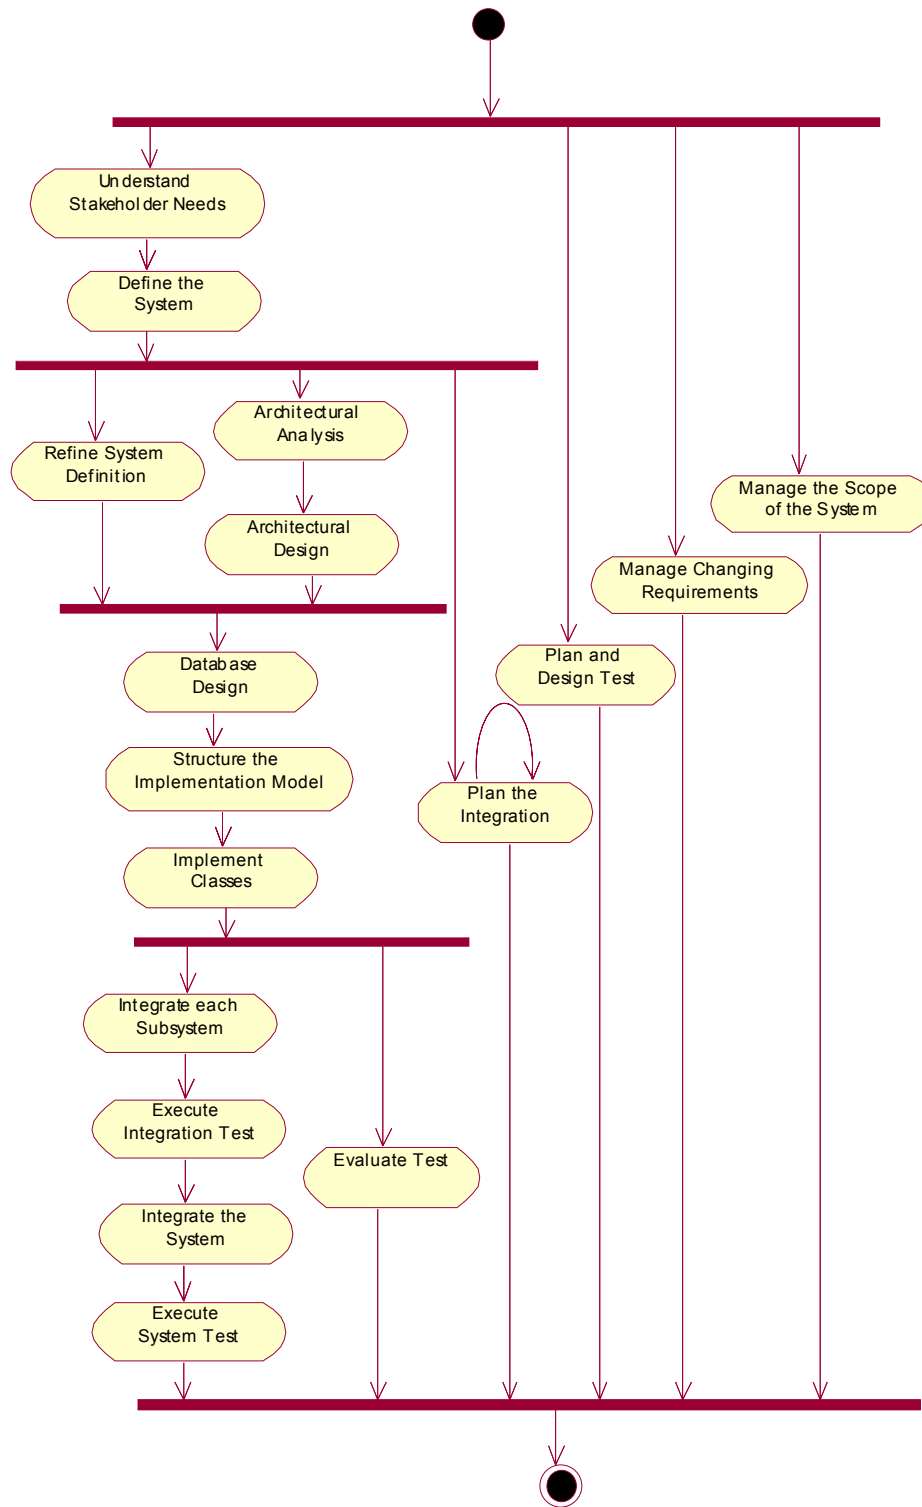 Understand
Stakeholder Needs
Define the
System
Architectural
Analysis
Refine System
Definition
Manage the Scope
of the System
Architectural
Design
Manage Changing
Requirements
Database
Design
Plan and
Design Test
Structure the
Implementation Model
Plan the
Integration
Implement
Classes
Integrate each
Subsystem
Execute
Integration Test
Evaluate Test
Integrate the
System
Execute
System Test